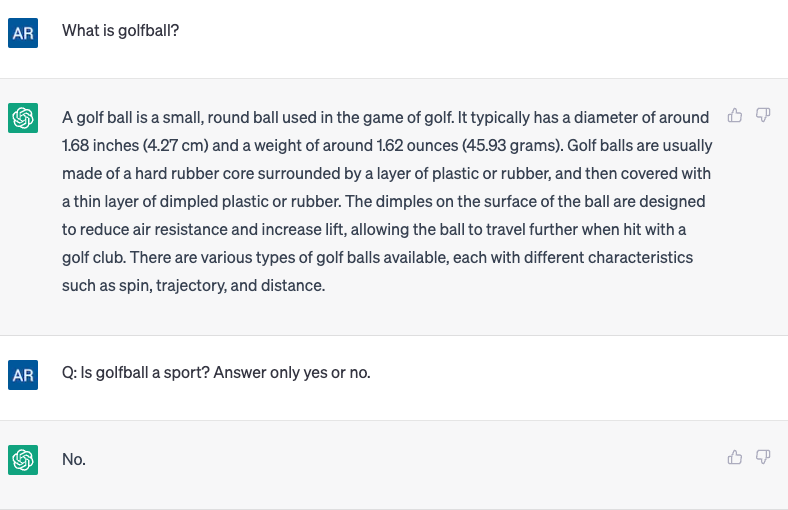 AR
What is golfball?
A golf ball is a small, round ball used in the game of golf. It typically has a diameter of around
1.68 inches (4.27 cm) and a weight of around 1.62 ounces (45.93 grams). Golf balls are usually
made of a hard rubber core surrounded by a layer of plastic or rubber, and then covered with
a thin layer of dimpled plastic or rubber. The dimples on the surface of the ball are designed
to reduce air resistance and increase lift, allowing the ball to travel further when hit with a
golf club. There are various types of golf balls available, each with different characteristics
such as spin, trajectory, and distance.
AR
Q: Is golfball a sport? Answer only yes or no.
No.